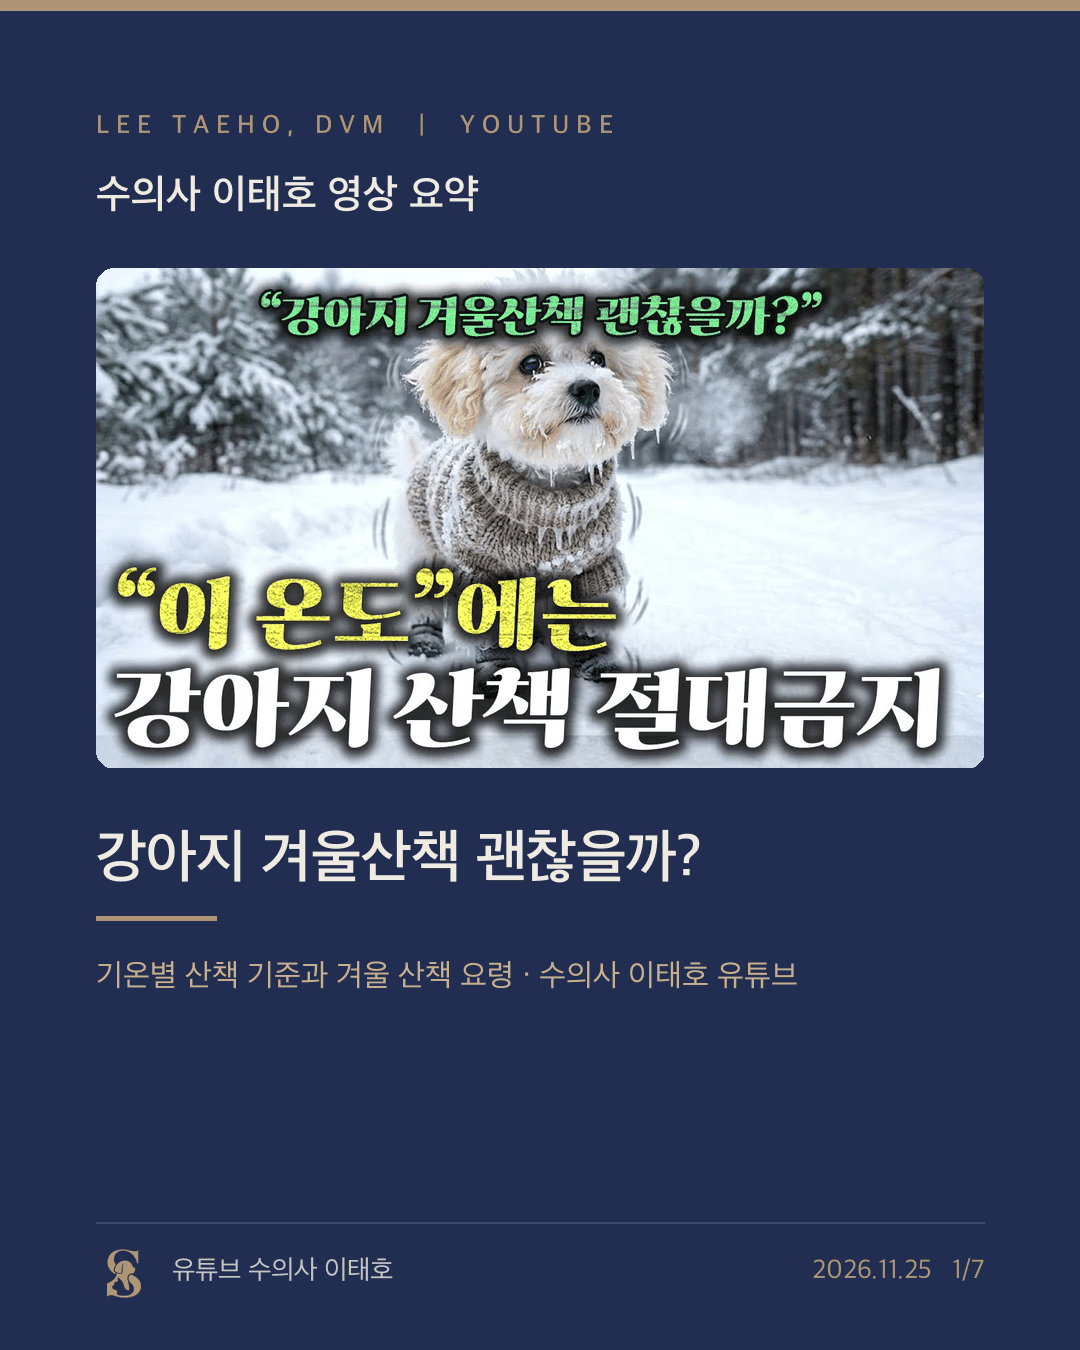 LEE TAEHO, DVM | YOUTUBE
수의사 이태호 영상 요약
“강아지 겨울산책 괜찮을까?”
“이 온도”에는
강아지 산책 절대금지
강아지 겨울산책 괜찮을까?
기온별 산책 기준과 겨울 산책 요령 · 수의사 이태호 유튜브
유튜브 수의사 이태호
2026.11.25 1/7